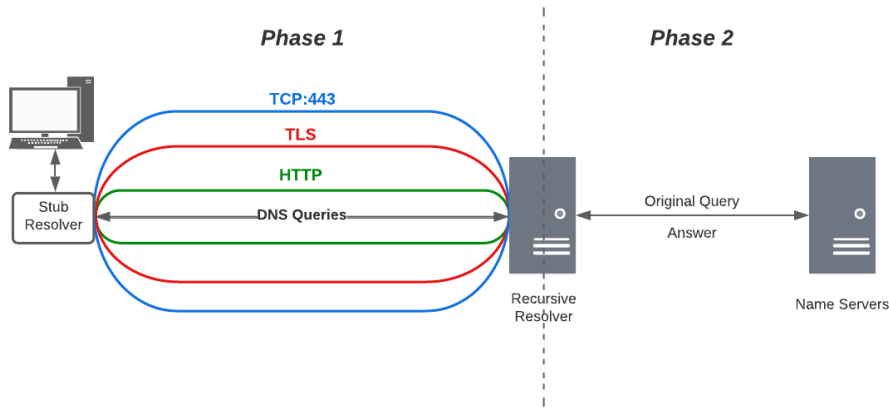 Phase 1
Phase 2
TCP:443
TLS
HTTP
Stub
Resolver
DNS Queries
Original Query
Answer
Recursive
Resolver
Name Servers